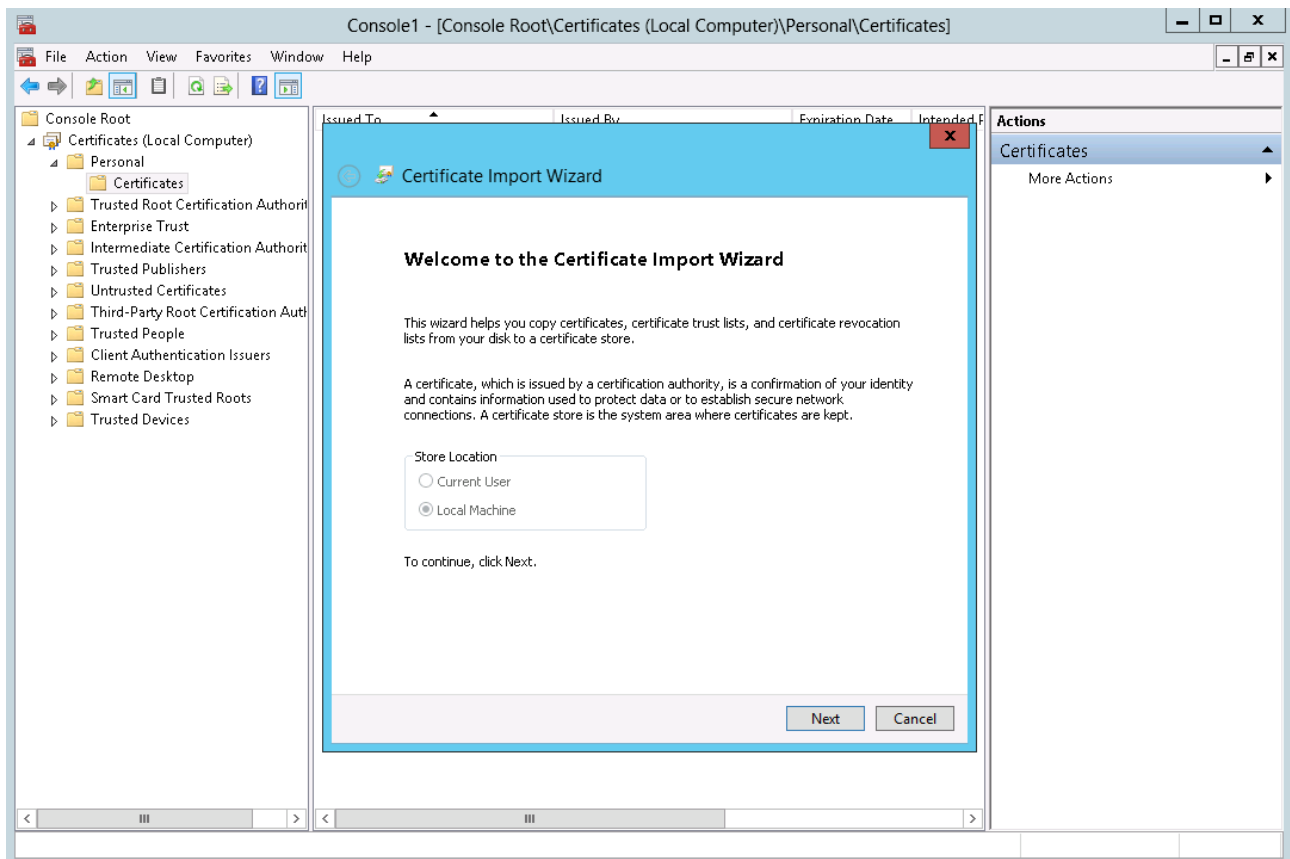 Console1 - [Console Root\Certificates (Local Computer)\Personal\Certificates]
File Action View Favorites Window Help
Console Root
Certificates (Local Computer)
Personal
Certificates
Trusted Root Certification Authorit
Enterprise Trust
Intermediate Certification Authorit
Trusted Publishers
Untrusted Certificates
Third-Party Root Certification Auth
Trusted People
Client Authentication Issuers
Remote Desktop
Smart Card Trusted Roots
Trusted Devices
Issued To Issued By Expiration Date Intended P
Certificate Import Wizard
Welcome to the Certificate Import Wizard
This wizard helps you copy certificates, certificate trust lists, and certificate revocation
lists from your disk to a certificate store.
A certificate, which is issued by a certification authority, is a confirmation of your identity
and contains information used to protect data or to establish secure network
connections. A certificate store is the system area where certificates are kept.
Store Location
Current User
Local Machine
To continue, click Next.
Next Cancel
Actions
Certificates
More Actions